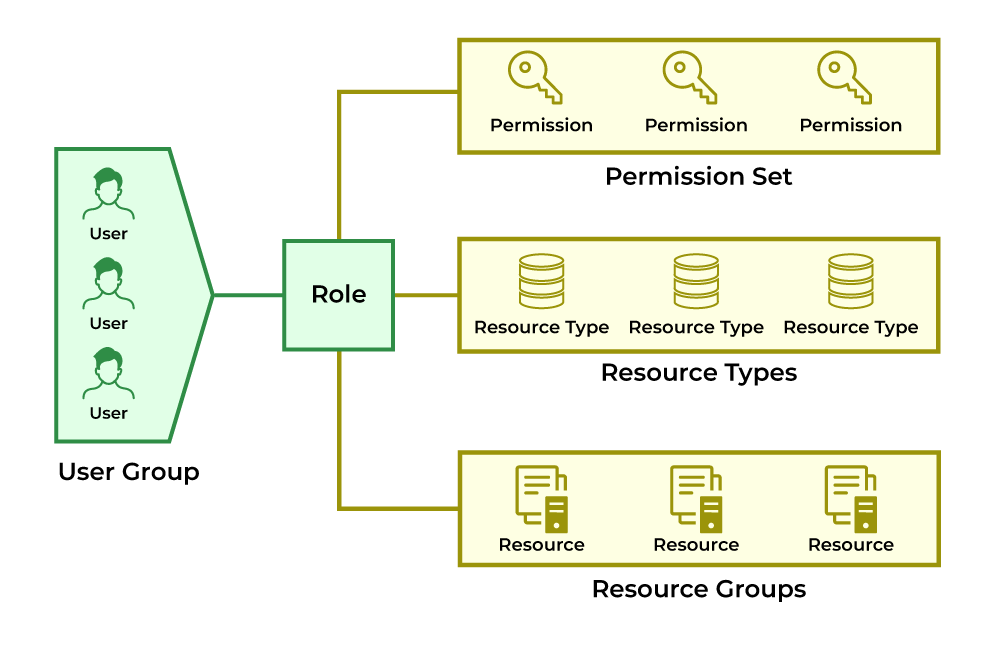 User
User
User
User Group
Role
Permission Permission Permission
Permission Set
Resource Type Resource Type Resource Type
Resource Types
Resource Resource Resource
Resource Groups